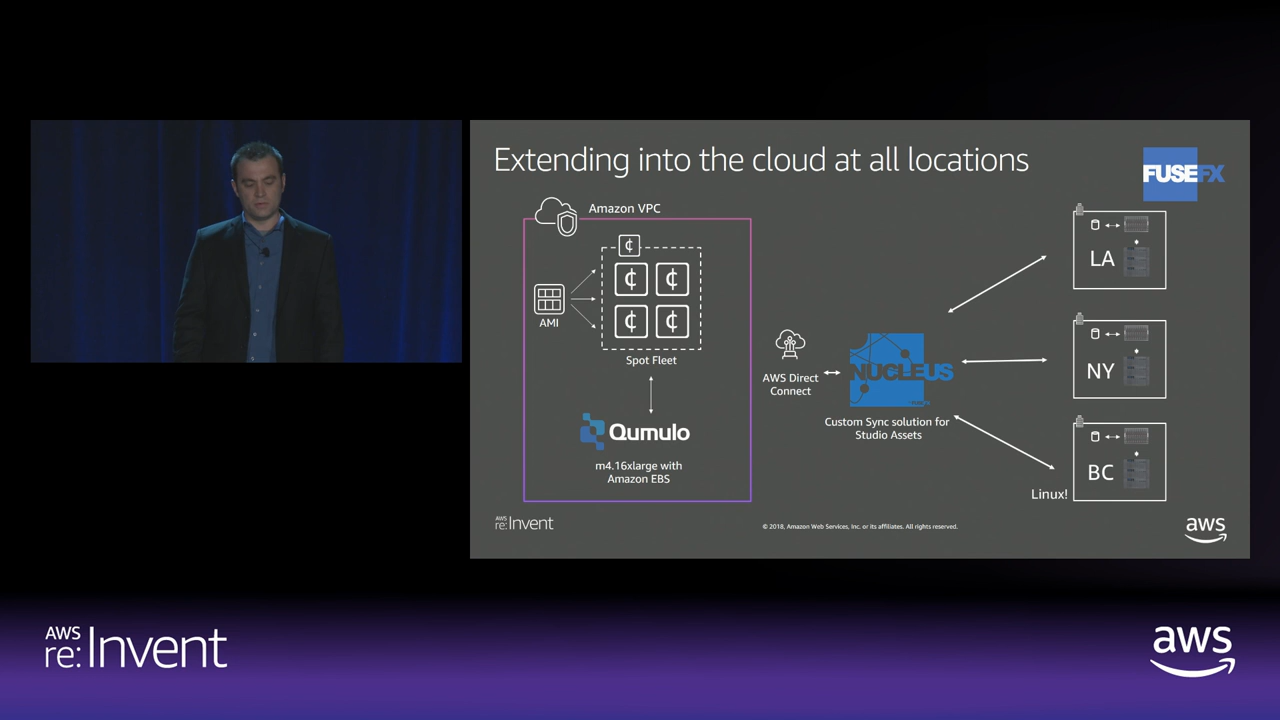 Extending into the cloud at all locations
FUSEFX
Amazon VPC
¢
¢ ¢
¢ ¢
AMI
Spot Fleet
Qumulo
m4.16xlarge with
Amazon EBS
AWS Direct
Connect
NUCLEUS
Custom Sync solution for
Studio Assets
LA
NY
BC
Linux!
AWS
re:Invent
© 2018, Amazon Web Services, Inc. or its affiliates. All rights reserved.
aws
AWS
re:Invent
aws